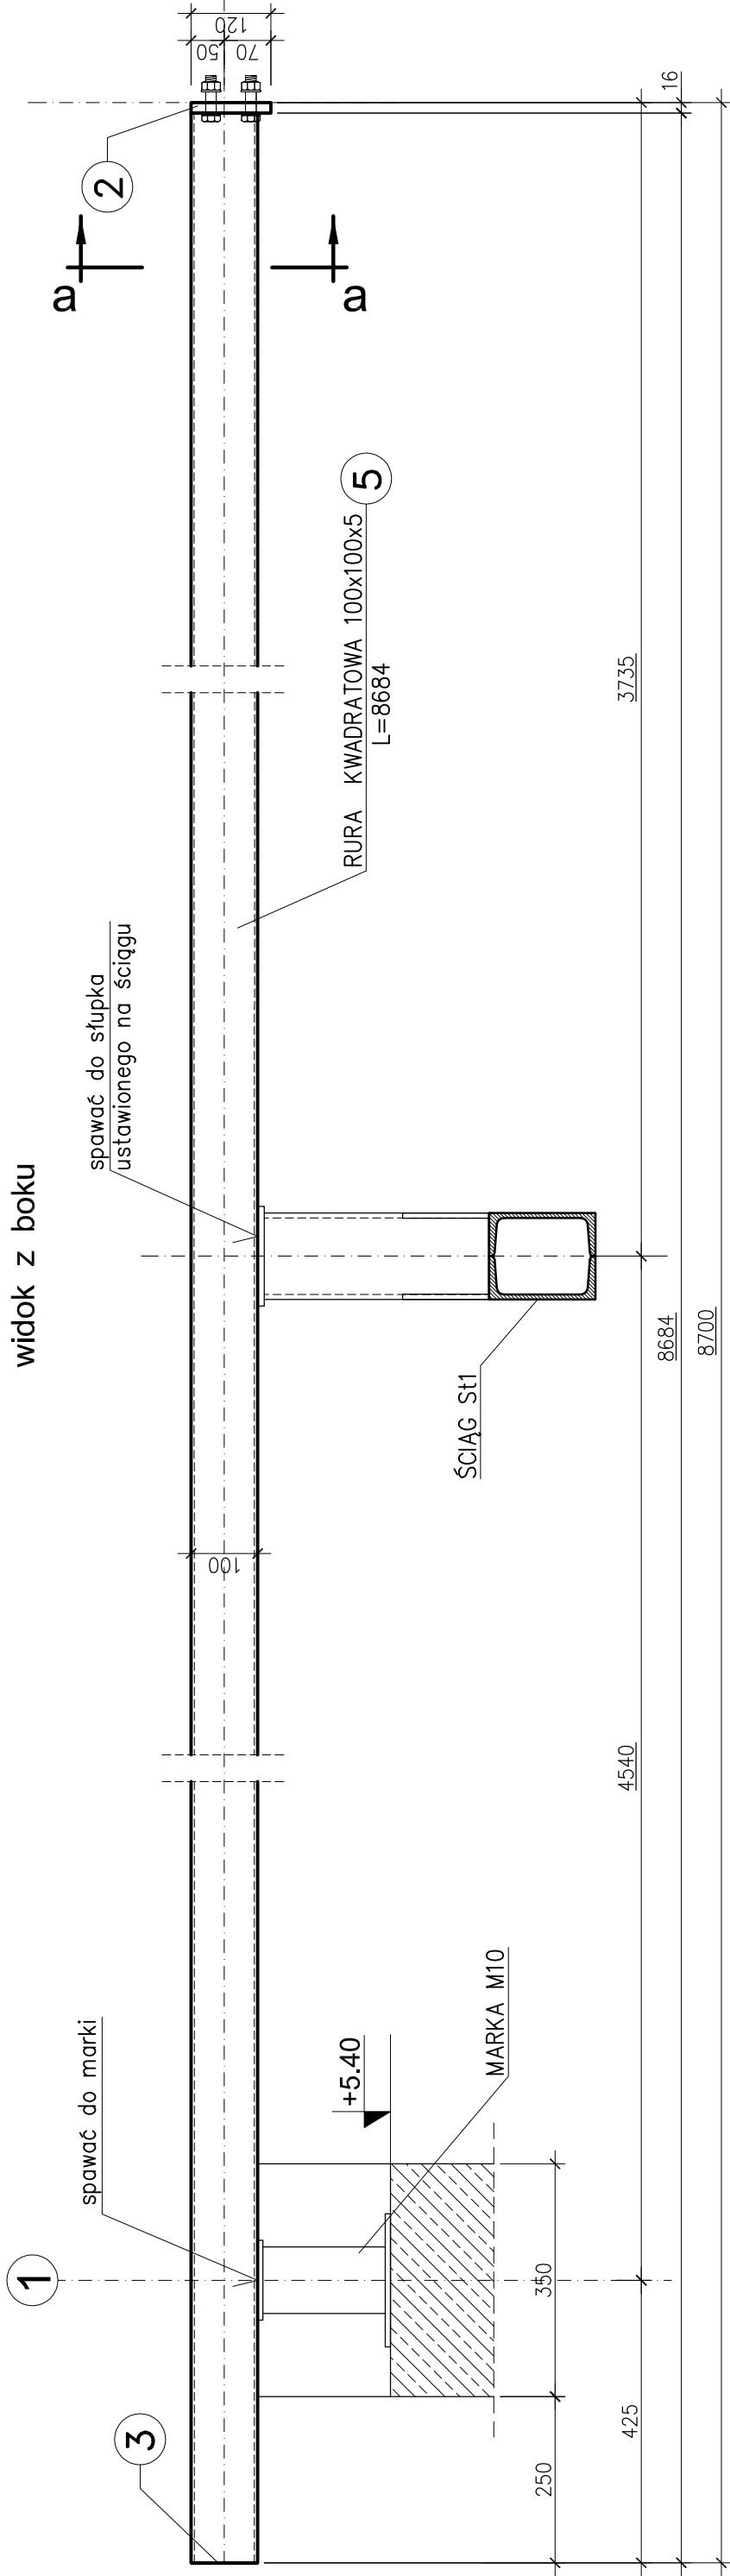 widok z boku
1
3
spawać do marki
spawać do słupka
ustawionego na ściągu
2
a
a
50
70
120
100
RURA KWADRATOWA 100x100x5
L=8684
5
+5.40
MARKA M10
ŚCIĄG St1
250
350
425
4540
3735
8684
16
8700